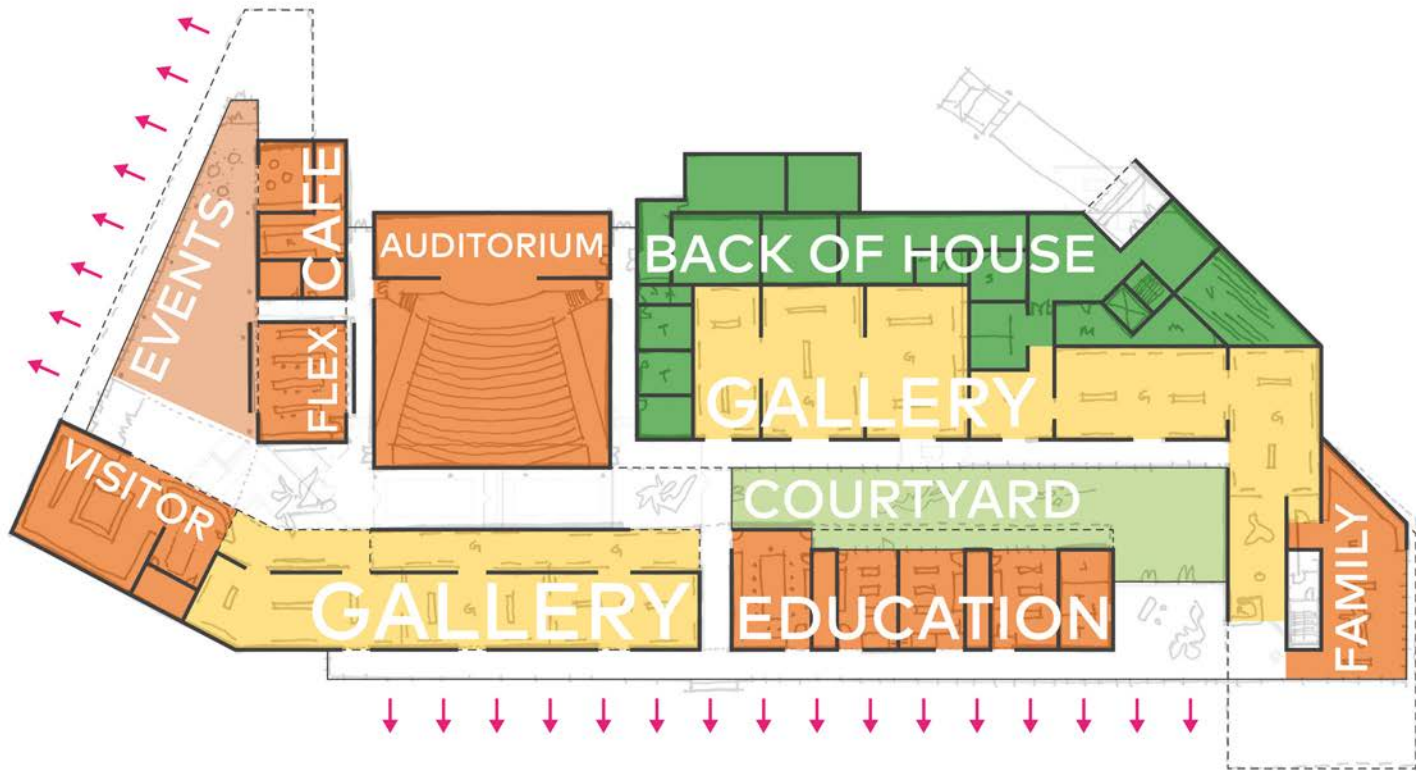 EVENTS
CAFE
FLEX
AUDITORIUM
BACK OF HOUSE
GALLERY
VISITOR
COURTYARD
GALLERY
EDUCATION
FAMILY